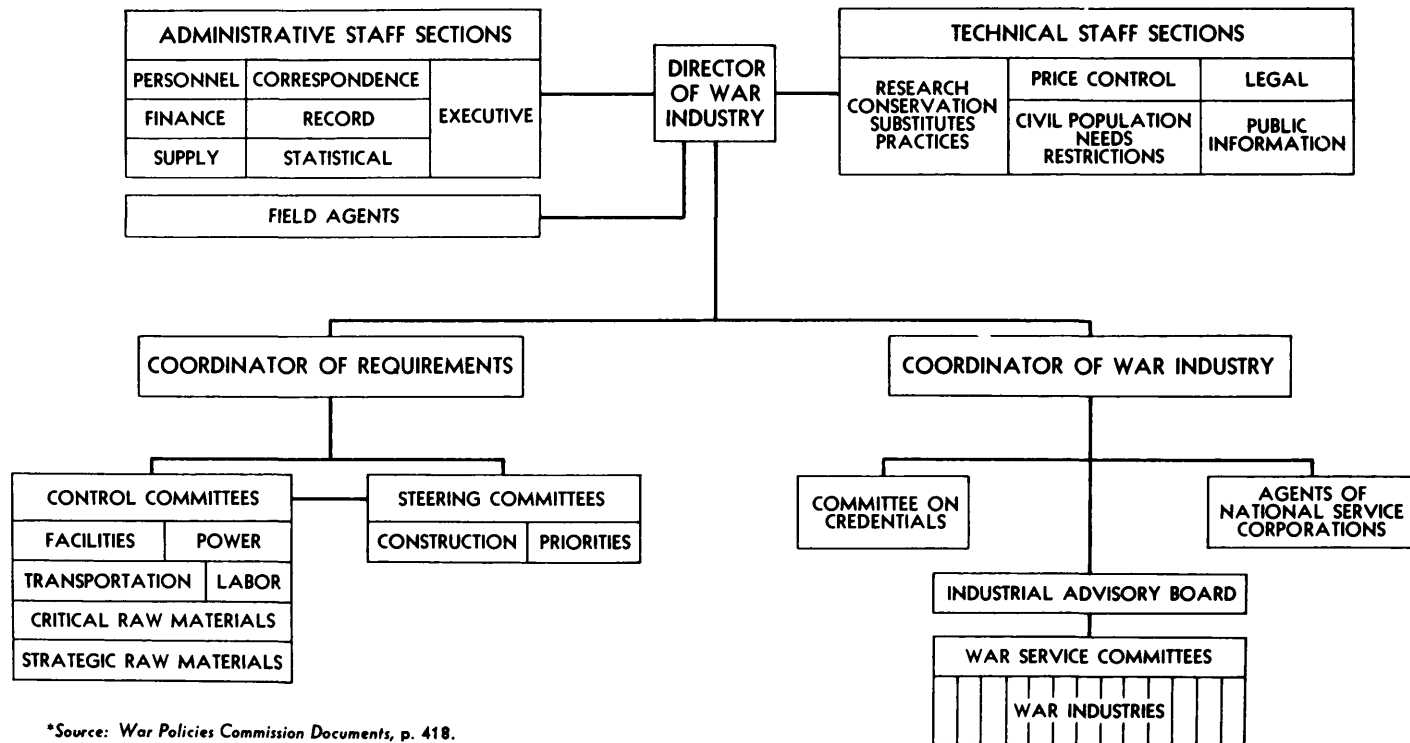 ADMINISTRATIVE STAFF SECTIONS
PERSONNEL
CORRESPONDENCE
EXECUTIVE
FINANCE
RECORD
SUPPLY
STATISTICAL
FIELD AGENTS
DIRECTOR
OF WAR
INDUSTRY
TECHNICAL STAFF SECTIONS
RESEARCH
CONSERVATION
SUBSTITUTES
PRACTICES
PRICE CONTROL
LEGAL
CIVIL POPULATION
NEEDS
RESTRICTIONS
PUBLIC
INFORMATION
COORDINATOR OF REQUIREMENTS
COORDINATOR OF WAR INDUSTRY
CONTROL COMMITTEES
FACILITIES
POWER
TRANSPORTATION
LABOR
CRITICAL RAW MATERIALS
STRATEGIC RAW MATERIALS
STEERING COMMITTEES
CONSTRUCTION
PRIORITIES
COMMITTEE ON
CREDENTIALS
AGENTS OF
NATIONAL SERVICE
CORPORATIONS
INDUSTRIAL ADVISORY BOARD
WAR SERVICE COMMITTEES
WAR INDUSTRIES
*Source: War Policies Commission Documents, p. 418.